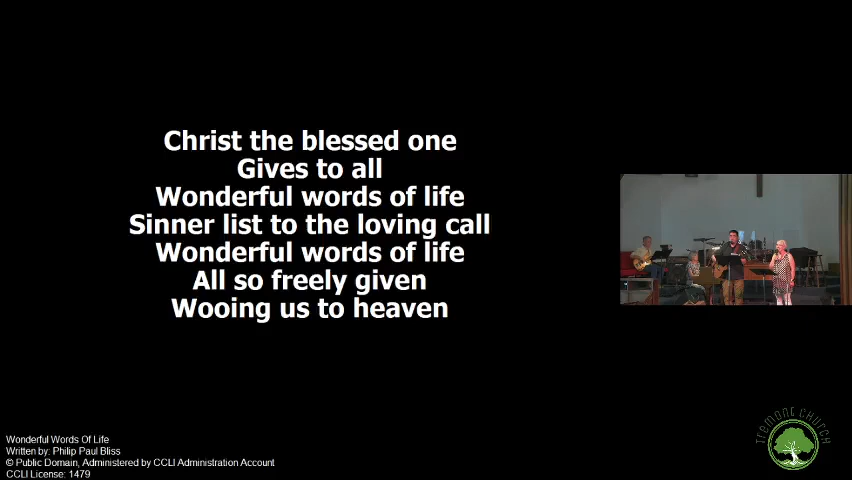 Christ the blessed one
Gives to all
Wonderful words of life
Sinner list to the loving call
Wonderful words of life
All so freely given
Wooing us to heaven
Wonderful Words Of Life
Written by: Philip Paul Bliss
© Public Domain, Administered by CCLI Administration Account
CCLI License: 1479
TREMONT CHURCH